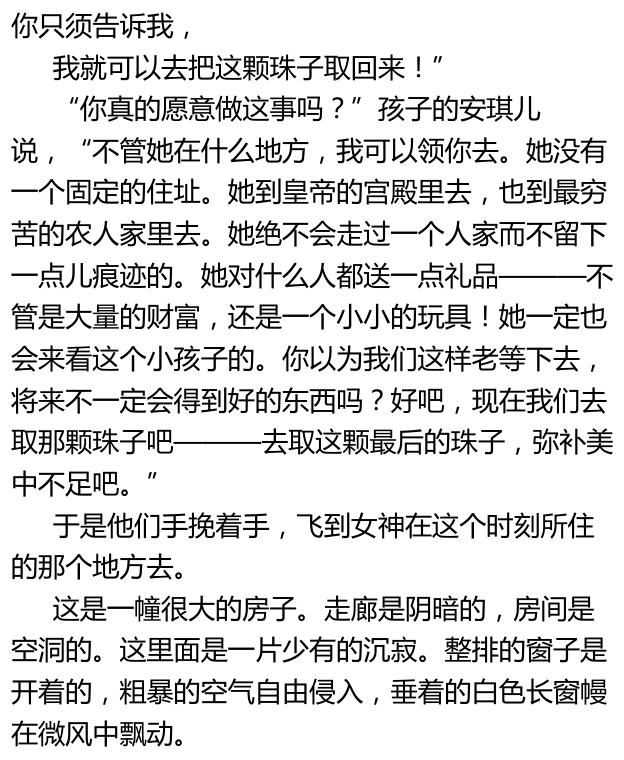 你只须告诉我，
我就可以去把这颗珠子取回来！”
“你真的愿意做这事吗？”孩子的安琪儿
说，“不管她在什么地方，我可以领你去。她没有
一个固定的住址。她到皇帝的宫殿里去，也到最穷
苦的农人家里去。她绝不会走过一个人家而不留下
一点儿痕迹的。她对什么人都送一点礼品———不
管是大量的财富，还是一个小小的玩具！她一定也
会来看这个小孩子的。你以为我们这样老等下去，
将来不一定会得到好的东西吗？好吧，现在我们去
取那颗珠子吧———去取这颗最后的珠子，弥补美
中不足吧。”
于是他们手挽着手，飞到女神在这个时刻所住
的那个地方去。
这是一幢很大的房子。走廊是阴暗的，房间是
空洞的。这里面是一片少有的沉寂。整排的窗子是
开着的，粗暴的空气自由侵入，垂着的白色长窗幔
在微风中飘动。